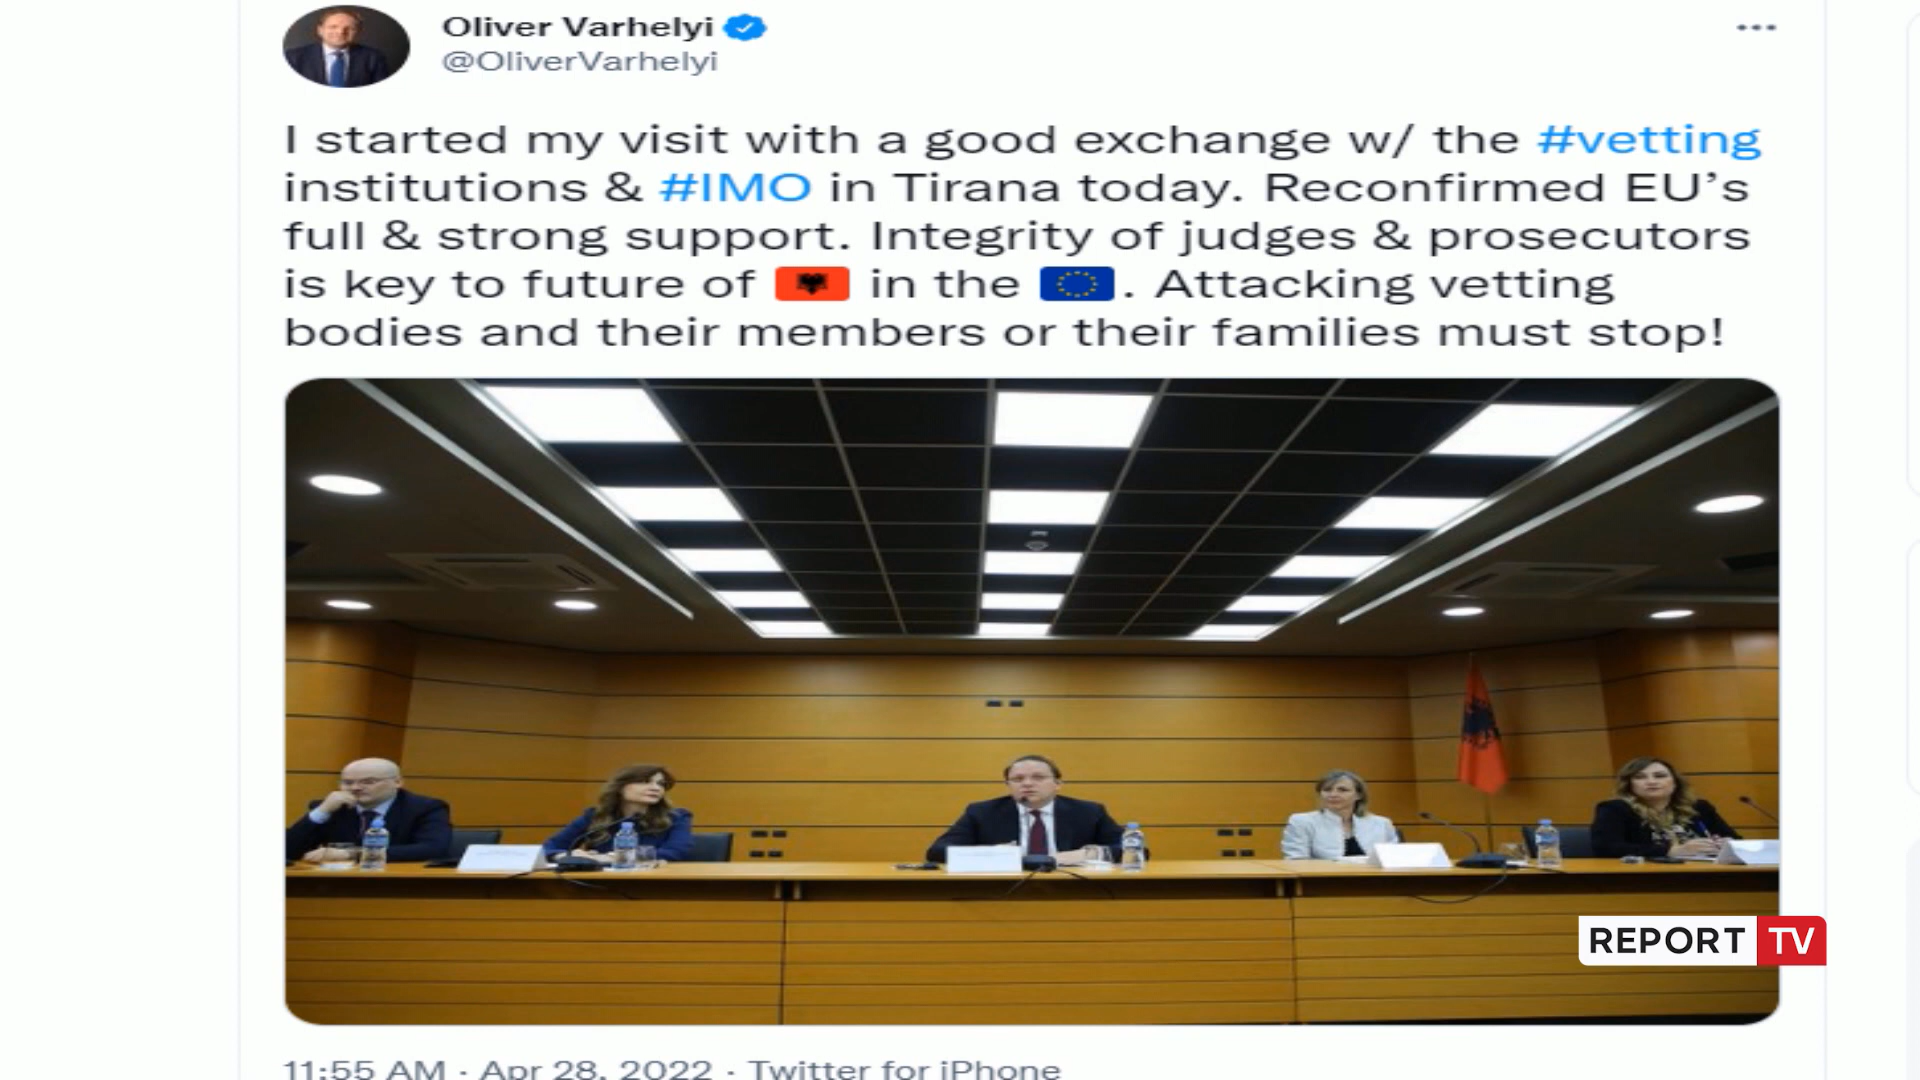 Oliver Varhelyi
@OliverVarhelyi
I started my visit with a good exchange w/ the #vetting
institutions & #IMO in Tirana today. Reconfirmed EU’s
full & strong support. Integrity of judges & prosecutors
is key to future of 🇦🇱 in the 🇪🇺. Attacking vetting
bodies and their members or their families must stop!
REPORT TV
11:55 AM · Apr 28, 2022 · Twitter for iPhone